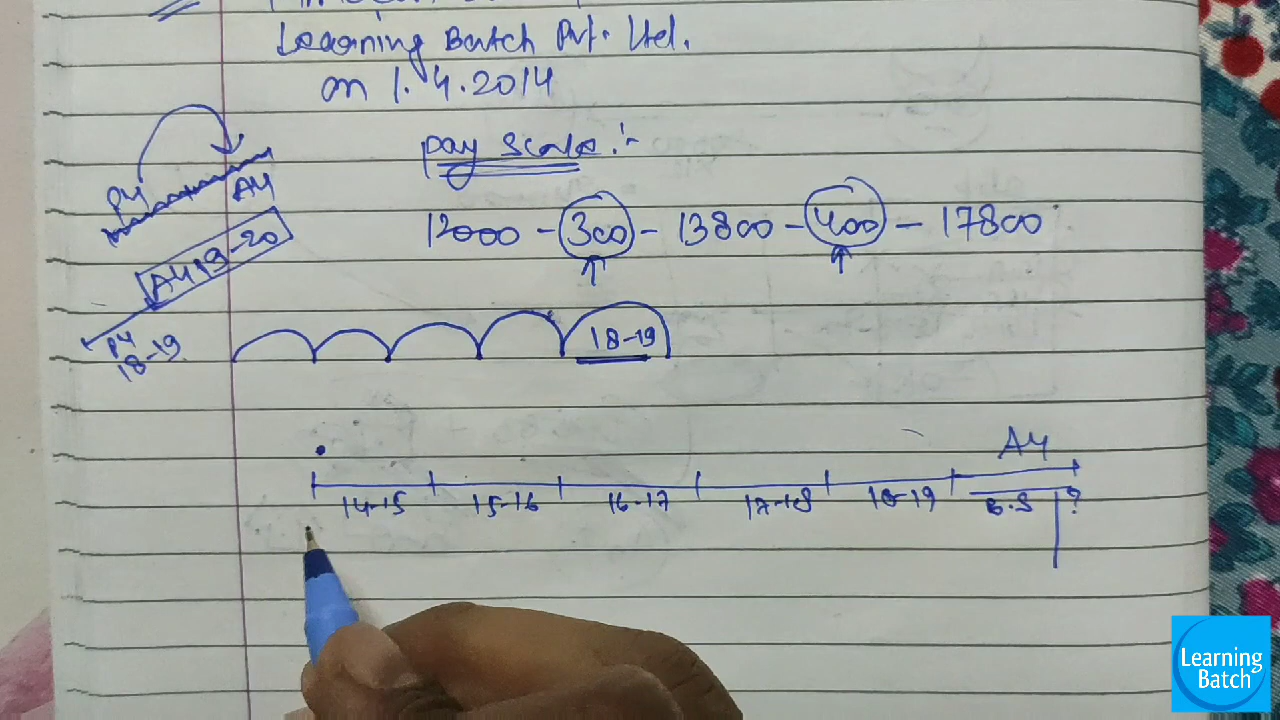 Learning Batch Pvt. Ltd.
on 1.4.2014
Pay Scale :-
PY
AY
12000 - 300 - 13800 - 400 - 17800
AY 19-20
PY
18-19
18-19
AY
14-15 15-16 16-17 17-18 18-19 B.S ?
Learning
Batch